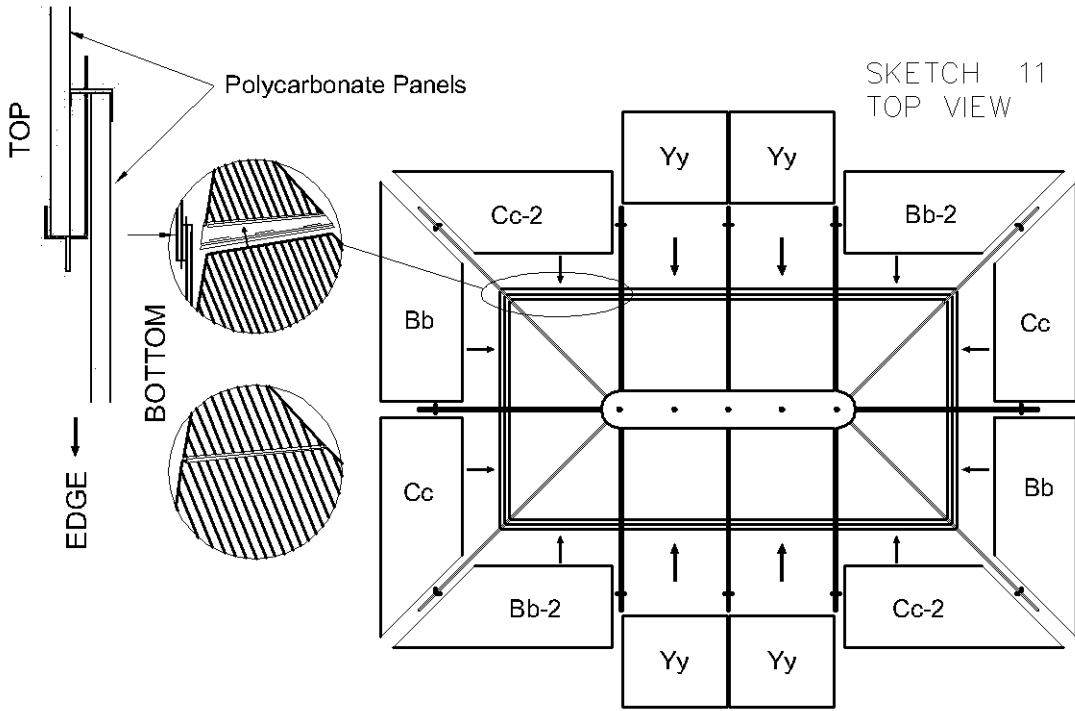 SKETCH 11
TOP VIEW
Polycarbonate Panels
TOP
BOTTOM
EDGE
Yy
Yy
Cc-2
Bb-2
Bb
Cc
Cc
Bb
Bb-2
Cc-2
Yy
Yy